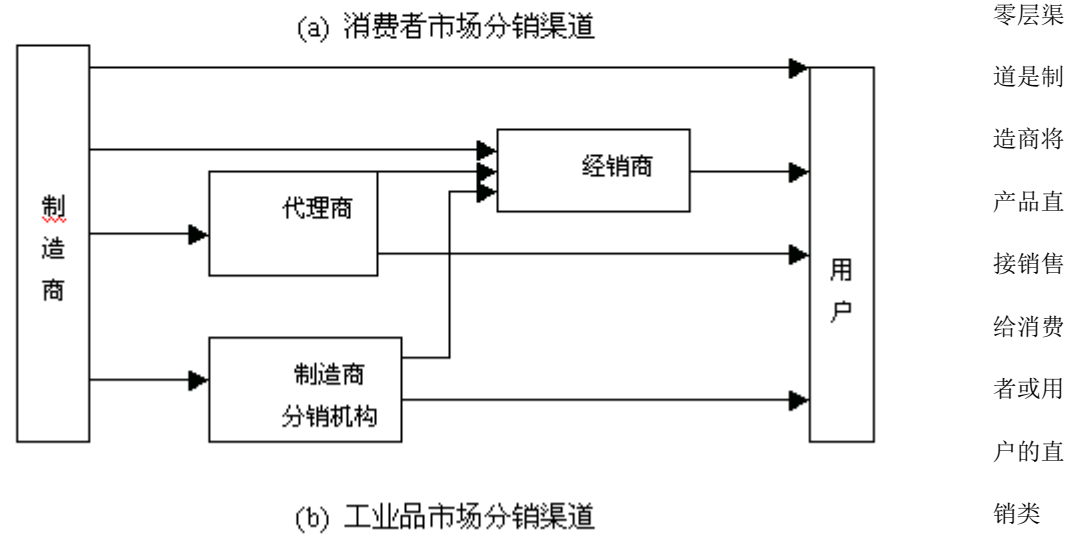 (a) 消费者市场分销渠道
制
造
商
代理商
经销商
制造商
分销机构
用
户
(b) 工业品市场分销渠道
零层渠
道是制
造商将
产品直
接销售
给消费
者或用
户的直
销类